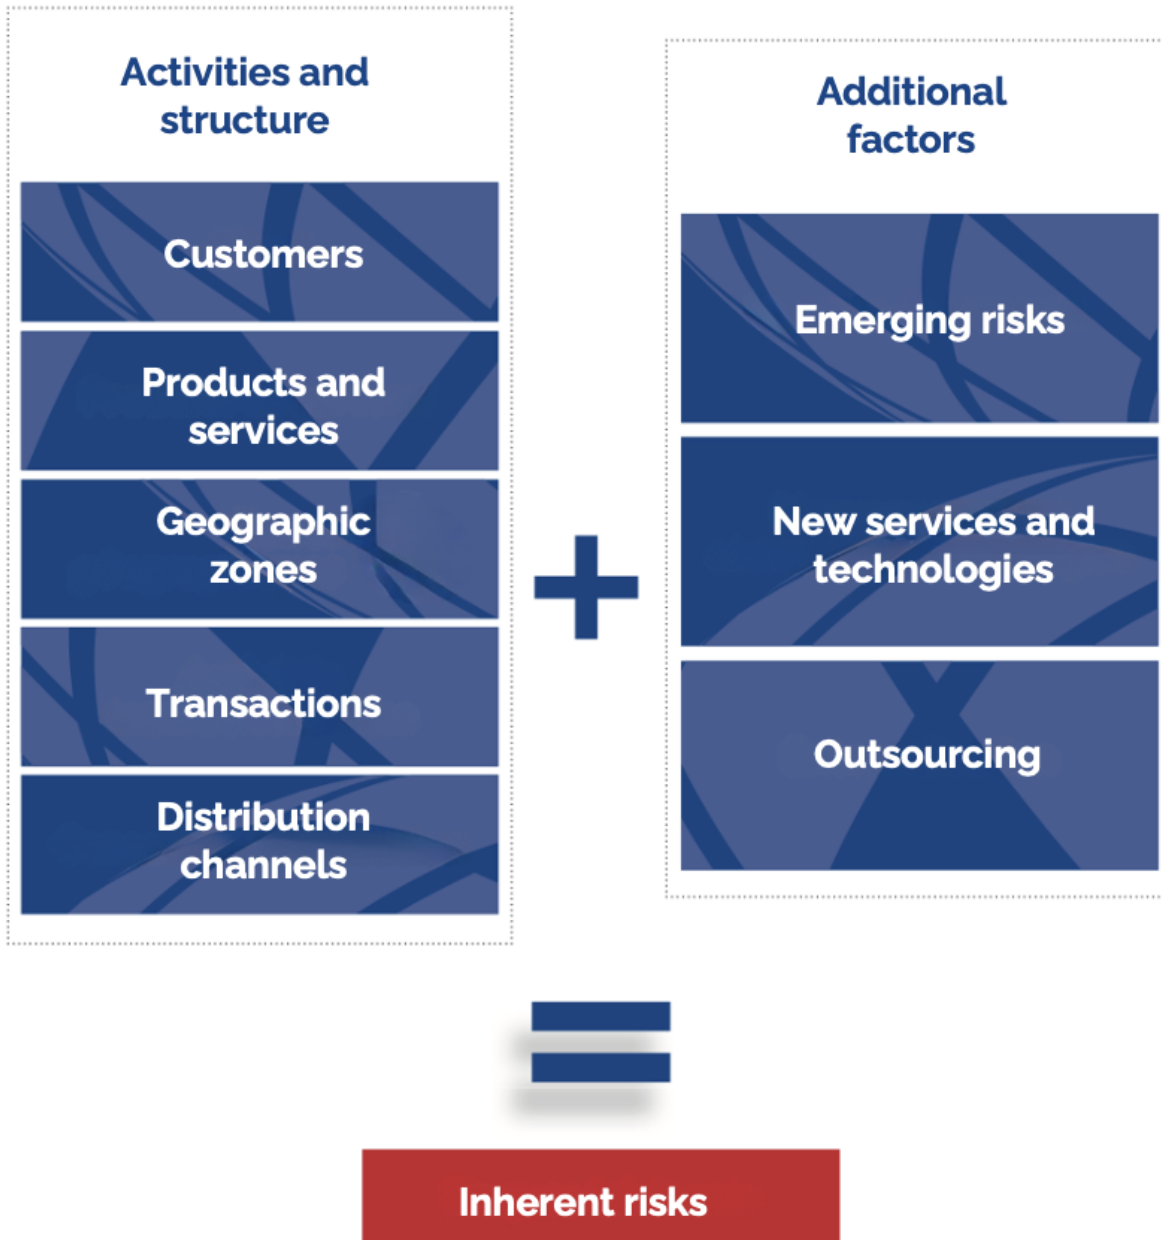 Activities and
structure
Customers
Products and
services
Geographic
zones
Transactions
Distribution
channels
+
Additional
factors
Emerging risks
New services and
technologies
Outsourcing
=
Inherent risks